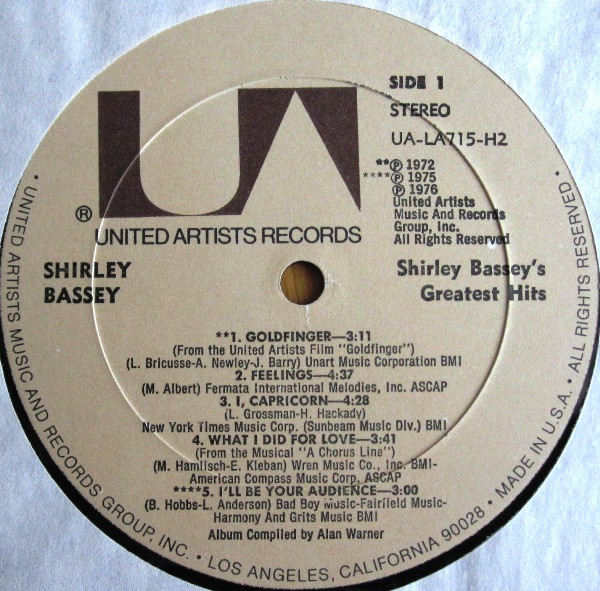 UA
®
UNITED ARTISTS RECORDS
SIDE 1
STEREO
UA-LA715-H2
**℗ 1972
****℗ 1975
℗ 1976
United Artists
Music And Records
Group, Inc.
All Rights Reserved
SHIRLEY
BASSEY
Shirley Bassey's
Greatest Hits
**1. GOLDFINGER—3:11
(From the United Artists Film "Goldfinger")
(L. Bricusse-A. Newley-J. Barry) Unart Music Corporation BMI
2. FEELINGS—4:37
(M. Albert) Fermata International Melodies, Inc. ASCAP
3. I, CAPRICORN—4:28
(L. Grossman-H. Hackady)
New York Times Music Corp. (Sunbeam Music Div.) BMI
4. WHAT I DID FOR LOVE—3:41
(From the Musical "A Chorus Line")
(M. Hamlisch-E. Kleban) Wren Music Co., Inc. BMI-
American Compass Music Corp. ASCAP
****5. I'LL BE YOUR AUDIENCE—3:00
(B. Hobbs-L. Anderson) Bad Boy Music-Fairfield Music-
Harmony And Grits Music BMI
Album Compiled by Alan Warner
• UNITED ARTISTS MUSIC AND RECORDS GROUP, INC. • LOS ANGELES, CALIFORNIA 90028 • MADE IN U.S.A. • ALL RIGHTS RESERVED •